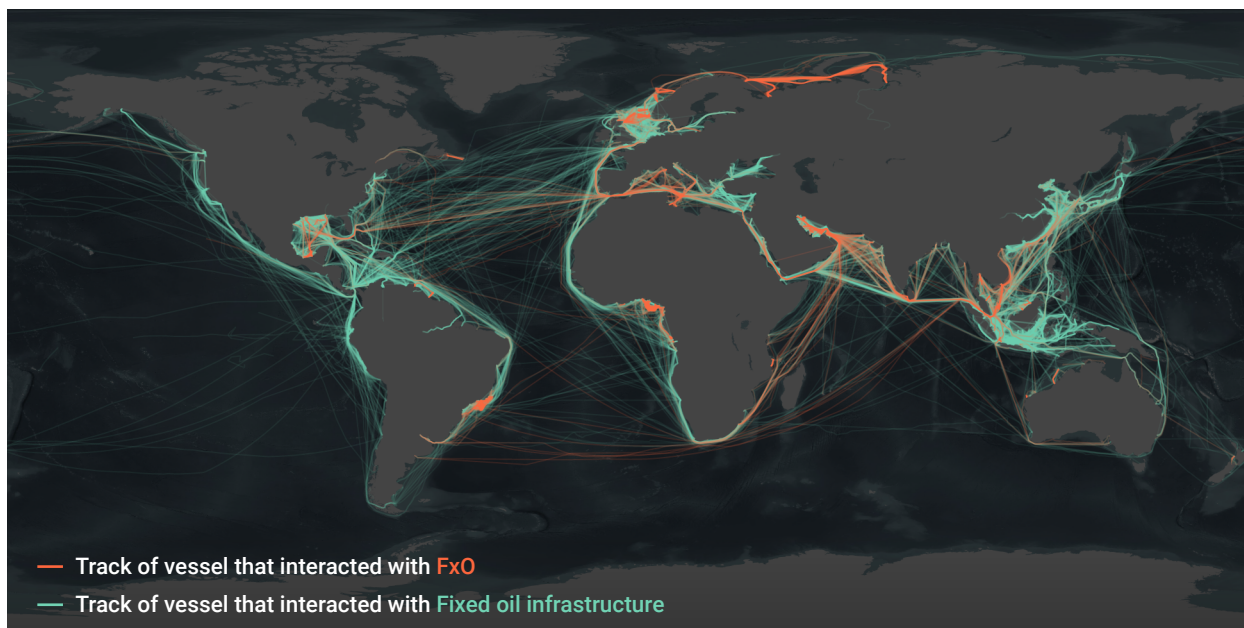 Track of vessel that interacted with FxO
Track of vessel that interacted with Fixed oil infrastructure